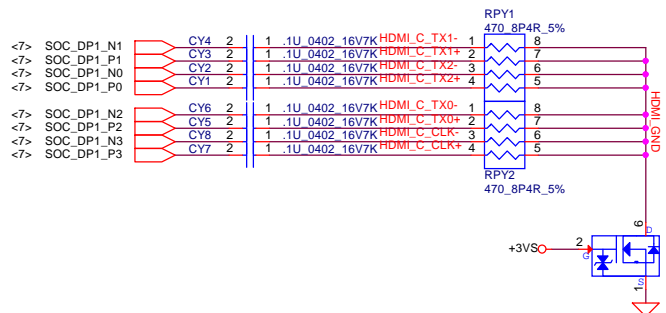 RPY1
470_8P4R_5%
<7> SOC_DP1_N1 CY4 2 1 .1U_0402_16V7K HDMI_C_TX1- 1 8
<7> SOC_DP1_P1 CY3 2 1 .1U_0402_16V7K HDMI_C_TX1+ 2 7
<7> SOC_DP1_N0 CY2 2 1 .1U_0402_16V7K HDMI_C_TX2- 3 6
<7> SOC_DP1_P0 CY1 2 1 .1U_0402_16V7K HDMI_C_TX2+ 4 5
<7> SOC_DP1_N2 CY6 2 1 .1U_0402_16V7K HDMI_C_TX0- 1 8
<7> SOC_DP1_P2 CY5 2 1 .1U_0402_16V7K HDMI_C_TX0+ 2 7
<7> SOC_DP1_N3 CY8 2 1 .1U_0402_16V7K HDMI_C_CLK- 3 6
<7> SOC_DP1_P3 CY7 2 1 .1U_0402_16V7K HDMI_C_CLK+ 4 5
HDMI_GND
RPY2
470_8P4R_5%
6
D
+3VS 2
G
S
1